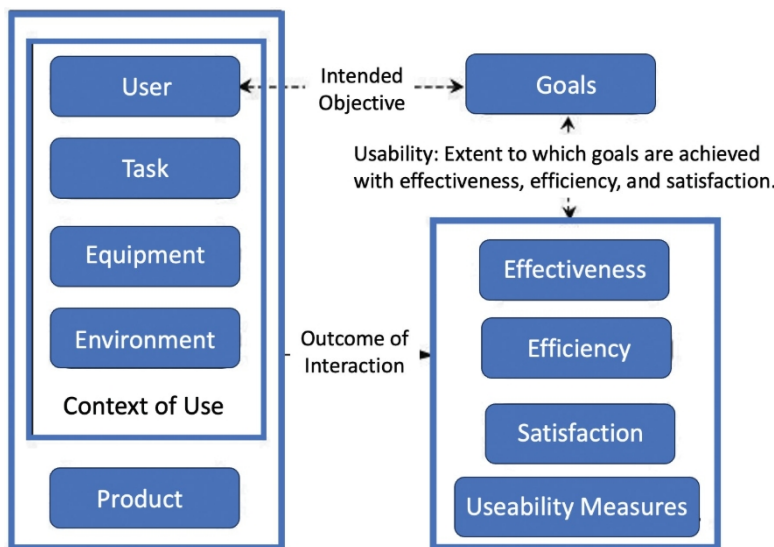 User
Task
Equipment
Environment
Context of Use
Product
Intended
Objective
Goals
Usability: Extent to which goals are achieved
with effectiveness, efficiency, and satisfaction.
Outcome of
Interaction
Effectiveness
Efficiency
Satisfaction
Useability Measures